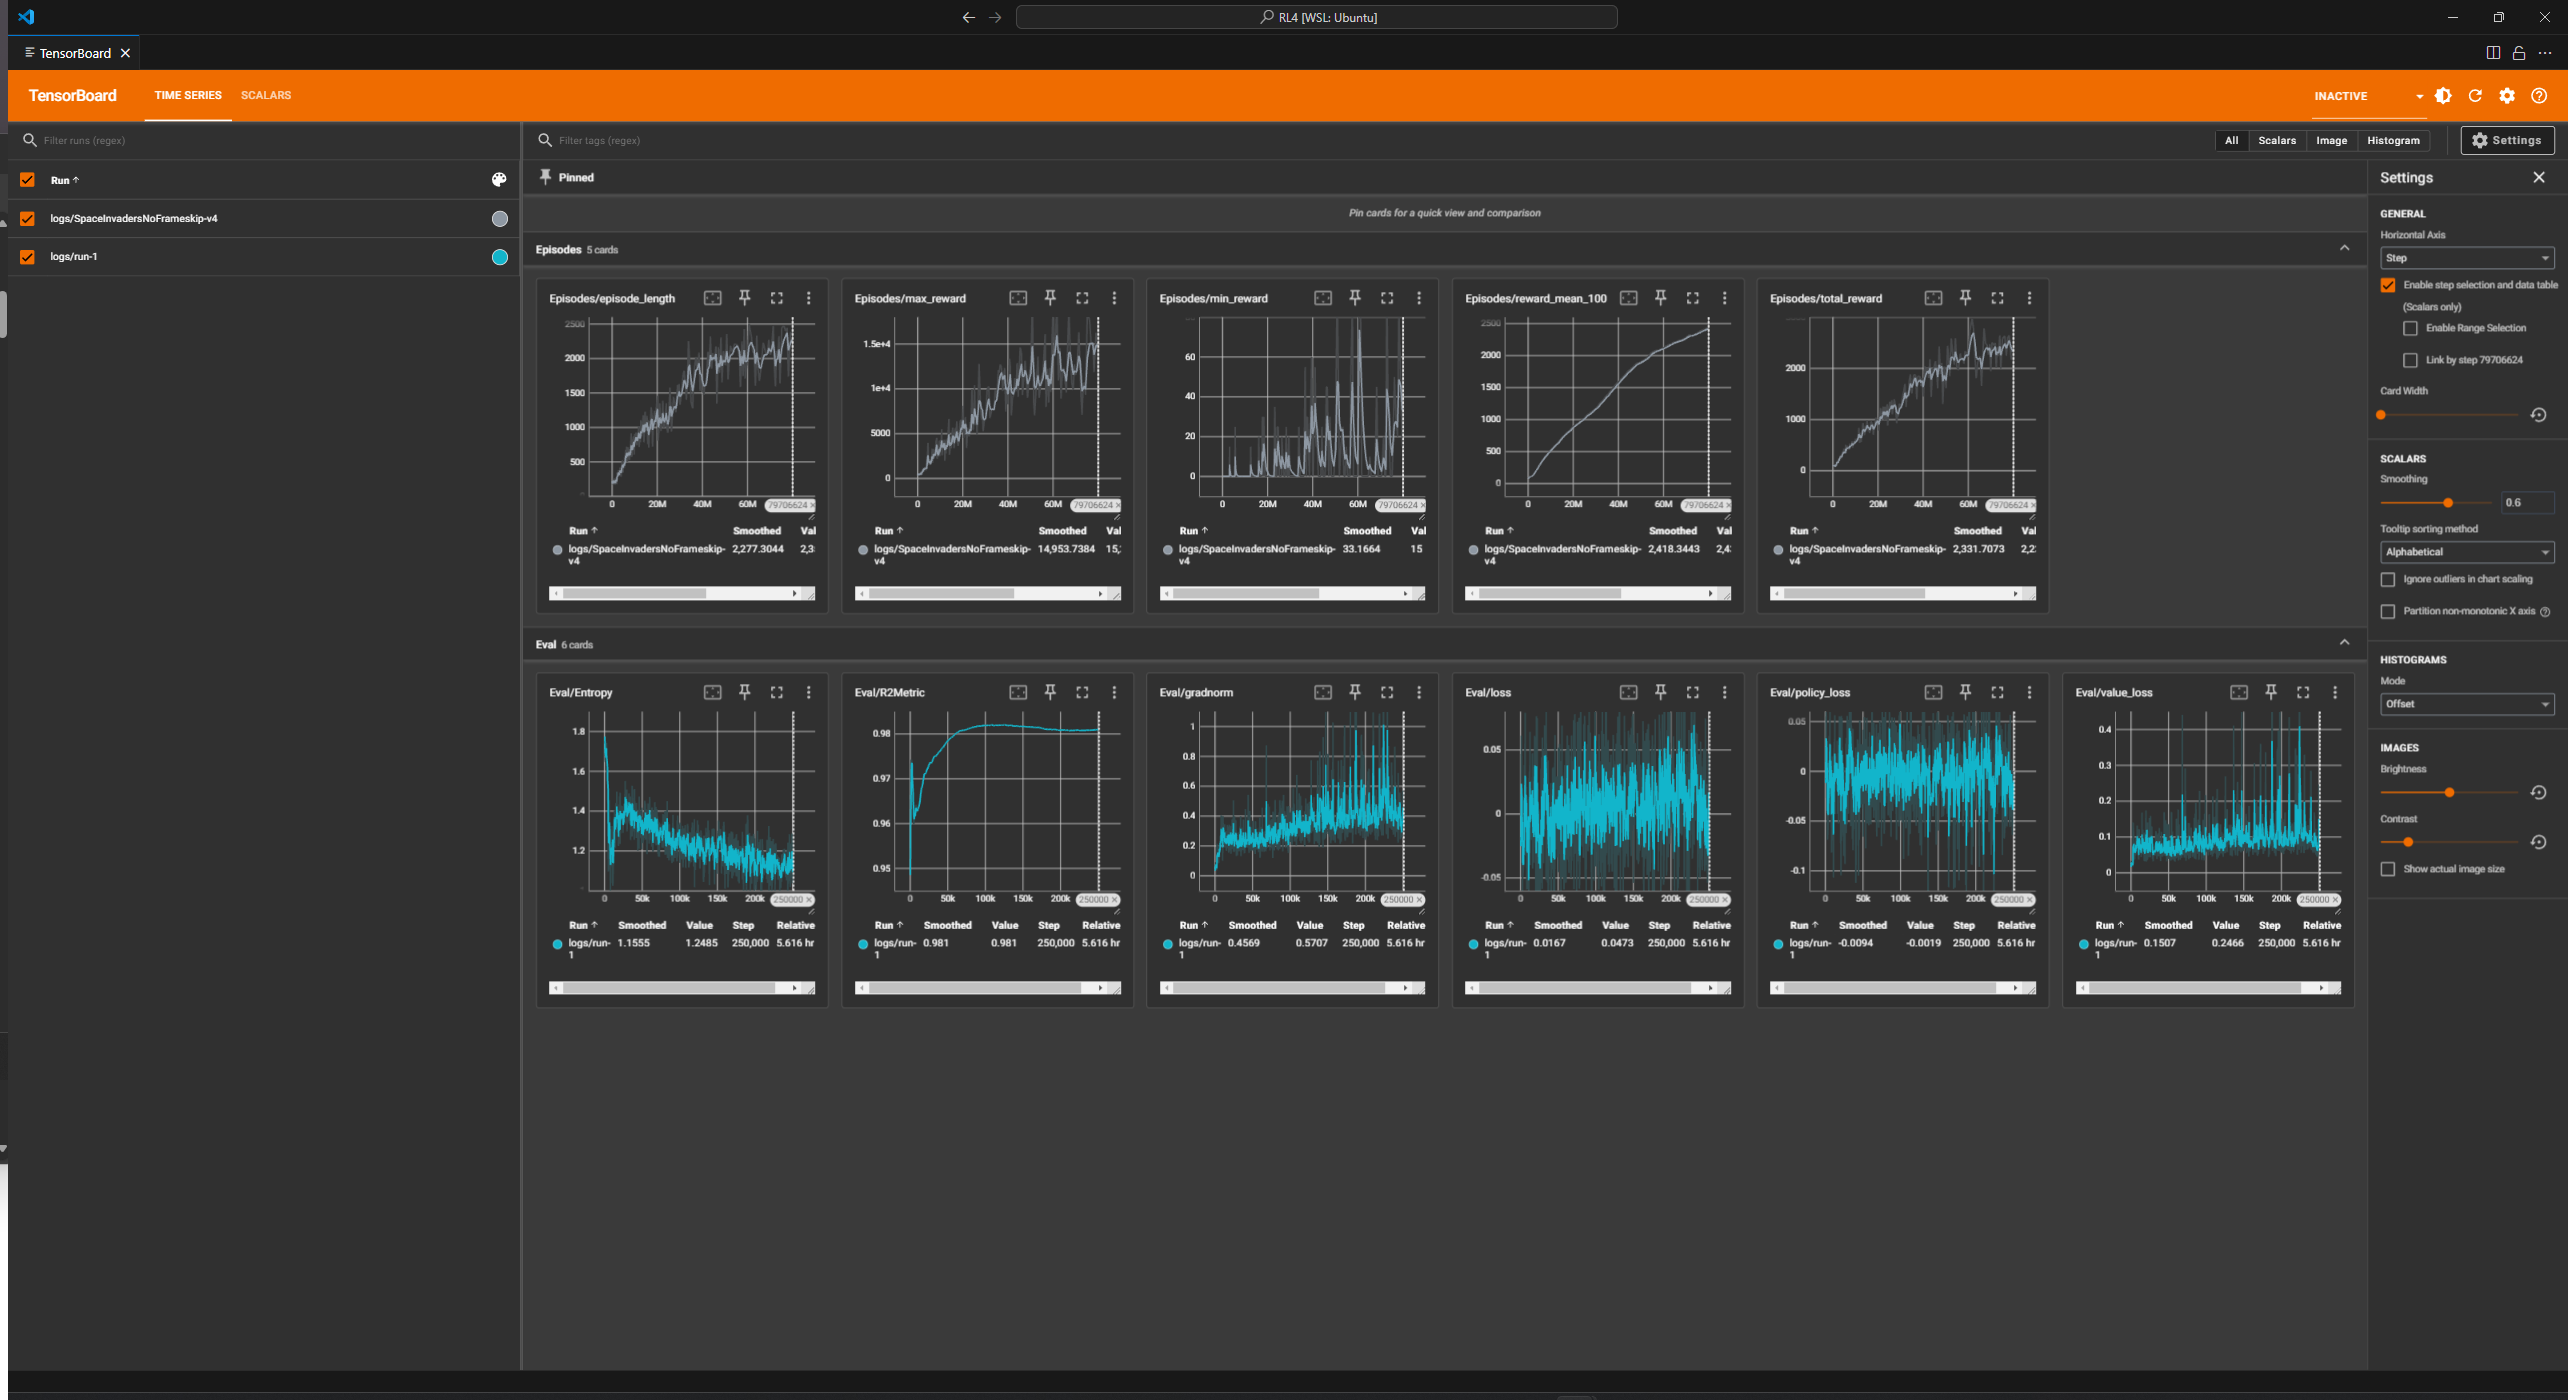 RL4 [WSL: Ubuntu]
TensorBoard
TensorBoard TIME SERIES SCALARS INACTIVE
Filter runs (regex)
Filter tags (regex)
All Scalars Image Histogram Settings
Run
logs/SpaceInvadersNoFrameskip-v4
logs/run-1
Pinned
Pin cards for a quick view and comparison
Episodes 5 cards
Episodes/episode_length
2500
2000
1500
1000
500
0 20M 40M 60M 79706624
Run Smoothed Val
logs/SpaceInvadersNoFrameskip- 2,277.3044 2,3
v4
Episodes/max_reward
1.5e+4
1e+4
5000
0
0 20M 40M 60M 79706624
Run Smoothed Val
logs/SpaceInvadersNoFrameskip- 14,953.7384 15,
v4
Episodes/min_reward
60
40
20
0
0 20M 40M 60M 79706624
Run Smoothed Val
logs/SpaceInvadersNoFrameskip- 33.1664 15
v4
Episodes/reward_mean_100
2500
2000
1500
1000
500
0
0 20M 40M 60M 79706624
Run Smoothed Val
logs/SpaceInvadersNoFrameskip- 2,418.3443 2,4
v4
Episodes/total_reward
2000
1000
0
0 20M 40M 60M 79706624
Run Smoothed Val
logs/SpaceInvadersNoFrameskip- 2,331.7073 2,2
v4
Eval 6 cards
Eval/Entropy
1.8
1.6
1.4
1.2
0 50k 100k 150k 200k 250000
Run Smoothed Value Step Relative
logs/run- 1.1555 1.2485 250,000 5.616 hr
1
Eval/R2Metric
0.98
0.97
0.96
0.95
0 50k 100k 150k 200k 250000
Run Smoothed Value Step Relative
logs/run- 0.981 0.981 250,000 5.616 hr
1
Eval/gradnorm
1
0.8
0.6
0.4
0.2
0
0 50k 100k 150k 200k 250000
Run Smoothed Value Step Relative
logs/run- 0.4569 0.5707 250,000 5.616 hr
1
Eval/loss
0.05
0
-0.05
0 50k 100k 150k 200k 250000
Run Smoothed Value Step Relative
logs/run- 0.0167 0.0473 250,000 5.616 hr
1
Eval/policy_loss
0.05
0
-0.05
-0.1
0 50k 100k 150k 200k 250000
Run Smoothed Value Step Relative
logs/run- -0.0094 -0.0019 250,000 5.616 hr
1
Eval/value_loss
0.4
0.3
0.2
0.1
0
0 50k 100k 150k 200k 250000
Run Smoothed Value Step Relative
logs/run- 0.1507 0.2466 250,000 5.616 hr
1
Settings
GENERAL
Horizontal Axis
Step
Enable step selection and data table
(Scalars only)
Enable Range Selection
Link by step 79706624
Card Width
SCALARS
Smoothing
0.6
Tooltip sorting method
Alphabetical
Ignore outliers in chart scaling
Partition non-monotonic X axis
HISTOGRAMS
Mode
Offset
IMAGES
Brightness
Contrast
Show actual image size